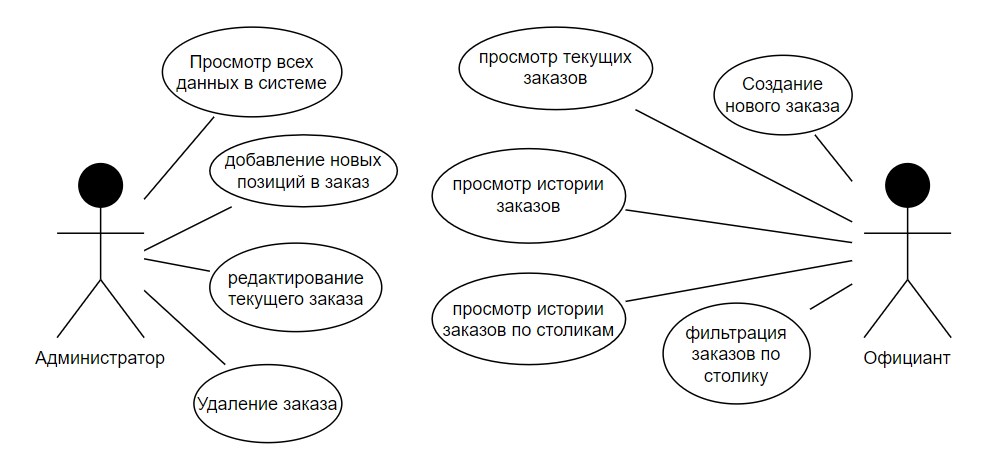 Просмотр всех
данных в системе
добавление новых
позиций в заказ
редактирование
текущего заказа
Удаление заказа
Администратор
просмотр текущих
заказов
Создание
нового заказа
просмотр истории
заказов
просмотр истории
заказов по столикам
фильтрация
заказов по
столику
Официант